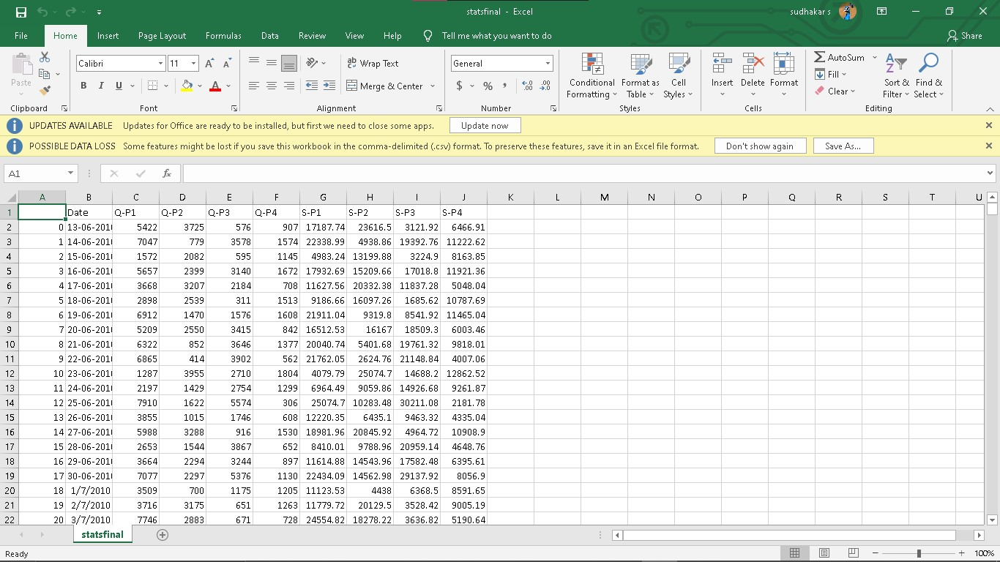 statsfinal - Excel
sudhakar s
File Home Insert Page Layout Formulas Data Review View Help Tell me what you want to do Share
Paste
Clipboard
Calibri 11
B I U
Font
Wrap Text
Merge & Center
Alignment
General
$ % ,
Number
Conditional Formatting
Format as Table
Cell Styles
Styles
Insert Delete Format
Cells
AutoSum
Fill
Clear
Sort & Filter
Find & Select
Editing
UPDATES AVAILABLE Updates for Office are ready to be installed, but first we need to close some apps. Update now
POSSIBLE DATA LOSS Some features might be lost if you save this workbook in the comma-delimited (.csv) format. To preserve these features, save it in an Excel file format. Don't show again Save As...
A1 fx
A B C D E F G H I J K L M N O P Q R S T U
1 Date Q-P1 Q-P2 Q-P3 Q-P4 S-P1 S-P2 S-P3 S-P4
2 0 13-06-201 5422 3725 576 907 17187.74 23616.5 3121.92 6466.91
3 1 14-06-201 7047 779 3578 1574 22338.99 4938.86 19392.76 11222.62
4 2 15-06-201 1572 2082 595 1145 4983.24 13199.88 3224.9 8163.85
5 3 16-06-201 5657 2399 3140 1672 17932.69 15209.66 17018.8 11921.36
6 4 17-06-201 3668 3207 2184 708 11627.56 20332.38 11837.28 5048.04
7 5 18-06-201 2898 2539 311 1513 9186.66 16097.26 1685.62 10787.69
8 6 19-06-201 6912 1470 1576 1608 21911.04 9319.8 8541.92 11465.04
9 7 20-06-201 5209 2550 3415 842 16512.53 16167 18509.3 6003.46
10 8 21-06-201 6322 852 3646 1377 20040.74 5401.68 19761.32 9818.01
11 9 22-06-201 6865 414 3902 562 21762.05 2624.76 21148.84 4007.06
12 10 23-06-201 1287 3955 2710 1804 4079.79 25074.7 14688.2 12862.52
13 11 24-06-201 2197 1429 2754 1299 6964.49 9059.86 14926.68 9261.87
14 12 25-06-201 7910 1622 5574 306 25074.7 10283.48 30211.08 2181.78
15 13 26-06-201 3855 1015 1746 608 12220.35 6435.1 9463.32 4335.04
16 14 27-06-201 5988 3288 916 1530 18981.96 20845.92 4964.72 10908.9
17 15 28-06-201 2653 1544 3867 652 8410.01 9788.96 20959.14 4648.76
18 16 29-06-201 3664 2294 3244 897 11614.88 14543.96 17582.48 6395.61
19 17 30-06-201 7077 2297 5376 1130 22434.09 14562.98 29137.92 8056.9
20 18 1/7/2010 3509 700 1175 1205 11123.53 4438 6368.5 8591.65
21 19 2/7/2010 3716 3175 651 1263 11779.72 20129.5 3528.42 9005.19
22 20 3/7/2010 7746 2883 671 728 24554.82 18278.22 3636.82 5190.64
statsfinal
Ready 100%